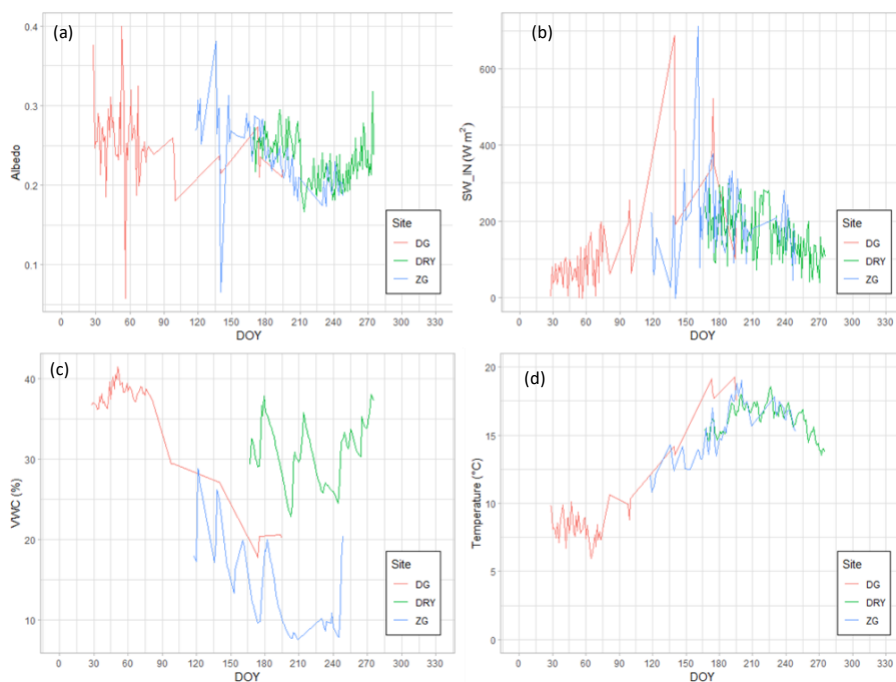 (a)
0.4
0.3
0.2
0.1
Albedo
Site
DG
DRY
ZG
0 30 60 90 120 150 180 210 240 270 300 330
DOY
(b)
600
400
200
0
SW_IN (W m²)
Site
DG
DRY
ZG
0 30 60 90 120 150 180 210 240 270 300 330
DOY
(c)
40
30
20
10
VWC (%)
Site
DG
DRY
ZG
0 30 60 90 120 150 180 210 240 270 300 330
DOY
(d)
20
15
10
5
0
Temperature (°C)
Site
DG
DRY
ZG
0 30 60 90 120 150 180 210 240 270 300 330
DOY